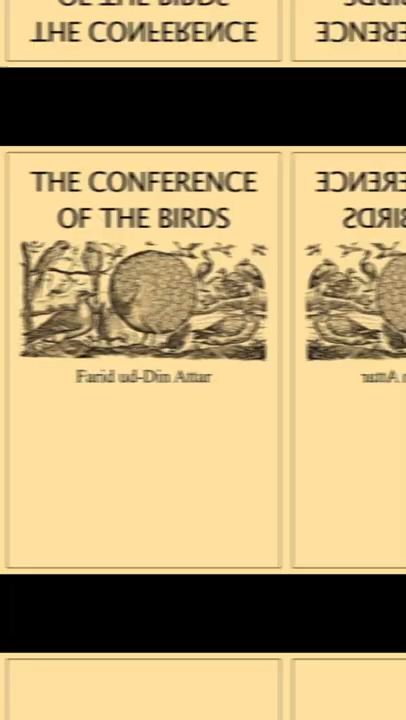 THE CONFERENCE
THE CONFERENCE
OF THE BIRDS
Farid ud-Din Attar